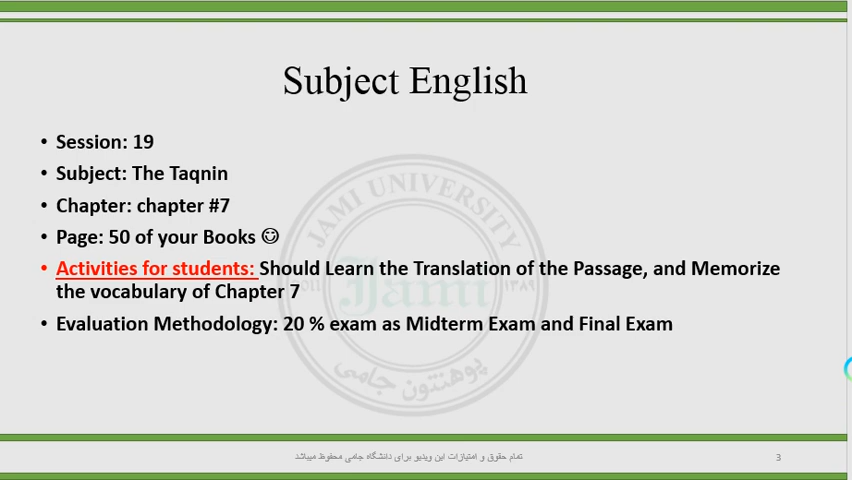 Subject English
• Session: 19
• Subject: The Taqnin
• Chapter: chapter #7
• Page: 50 of your Books ☺
• Activities for students: Should Learn the Translation of the Passage, and Memorize
the vocabulary of Chapter 7
• Evaluation Methodology: 20 % exam as Midterm Exam and Final Exam
JAMI UNIVERSITY
2011
۱۳۸۹
Jami
پوهنتون جامی
تمام حقوق و امتیازات این ویدیو برای دانشگاه جامی محفوظ میباشد
3